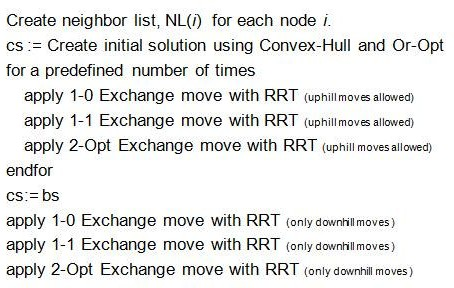 Create neighbor list, NL(i) for each node i.
cs := Create initial solution using Convex-Hull and Or-Opt
for a predefined number of times
apply 1-0 Exchange move with RRT (uphill moves allowed)
apply 1-1 Exchange move with RRT (uphill moves allowed)
apply 2-Opt Exchange move with RRT (uphill moves allowed)
endfor
cs:= bs
apply 1-0 Exchange move with RRT (only downhill moves)
apply 1-1 Exchange move with RRT (only downhill moves)
apply 2-Opt Exchange move with RRT (only downhill moves)